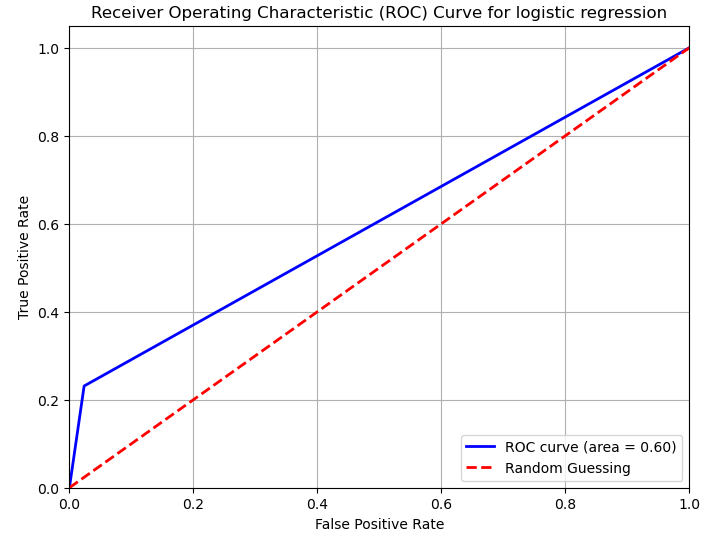 Receiver Operating Characteristic (ROC) Curve for logistic regression
1.0
0.8
0.6
0.4
0.2
0.0
True Positive Rate
0.0 0.2 0.4 0.6 0.8 1.0
False Positive Rate
ROC curve (area = 0.60)
Random Guessing